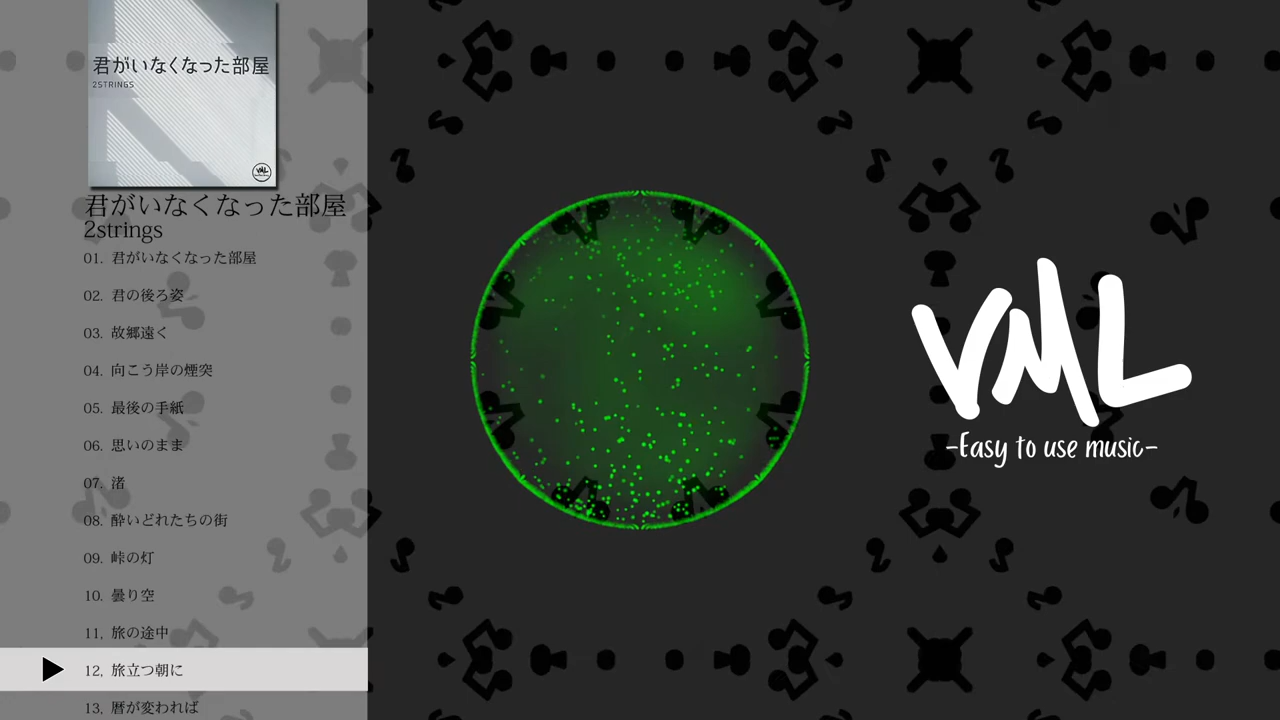 君がいなくなった部屋
2STRINGS
VML
君がいなくなった部屋
2strings
01. 君がいなくなった部屋
02. 君の後ろ姿
03. 故郷遠く
04. 向こう岸の煙突
05. 最後の手紙
06. 思いのまま
07. 渚
08. 酔いどれたちの街
09. 峠の灯
10. 曇り空
11, 旅の途中
12, 旅立つ朝に
13, 暦が変われば
VML
-Easy to use music-